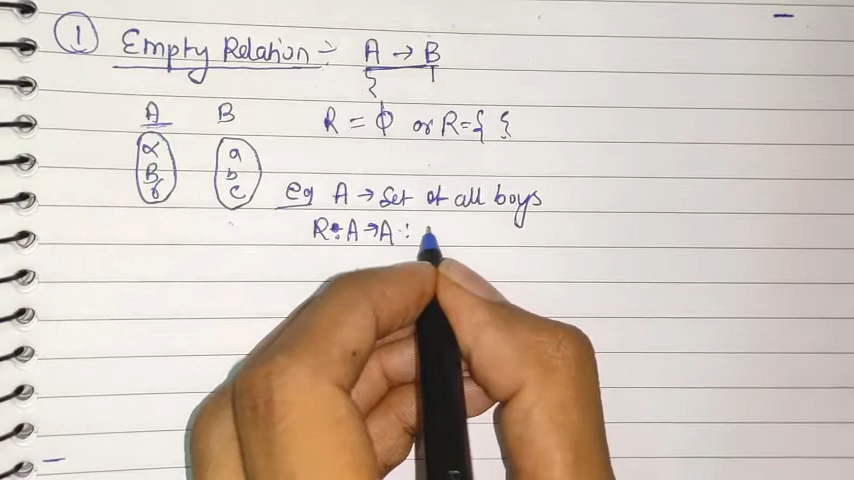 ① Empty Relation :- A → B
{
A B R = ϕ or R = { }
α a
β b
γ c
eg A → Set of all boys
R : A → A :